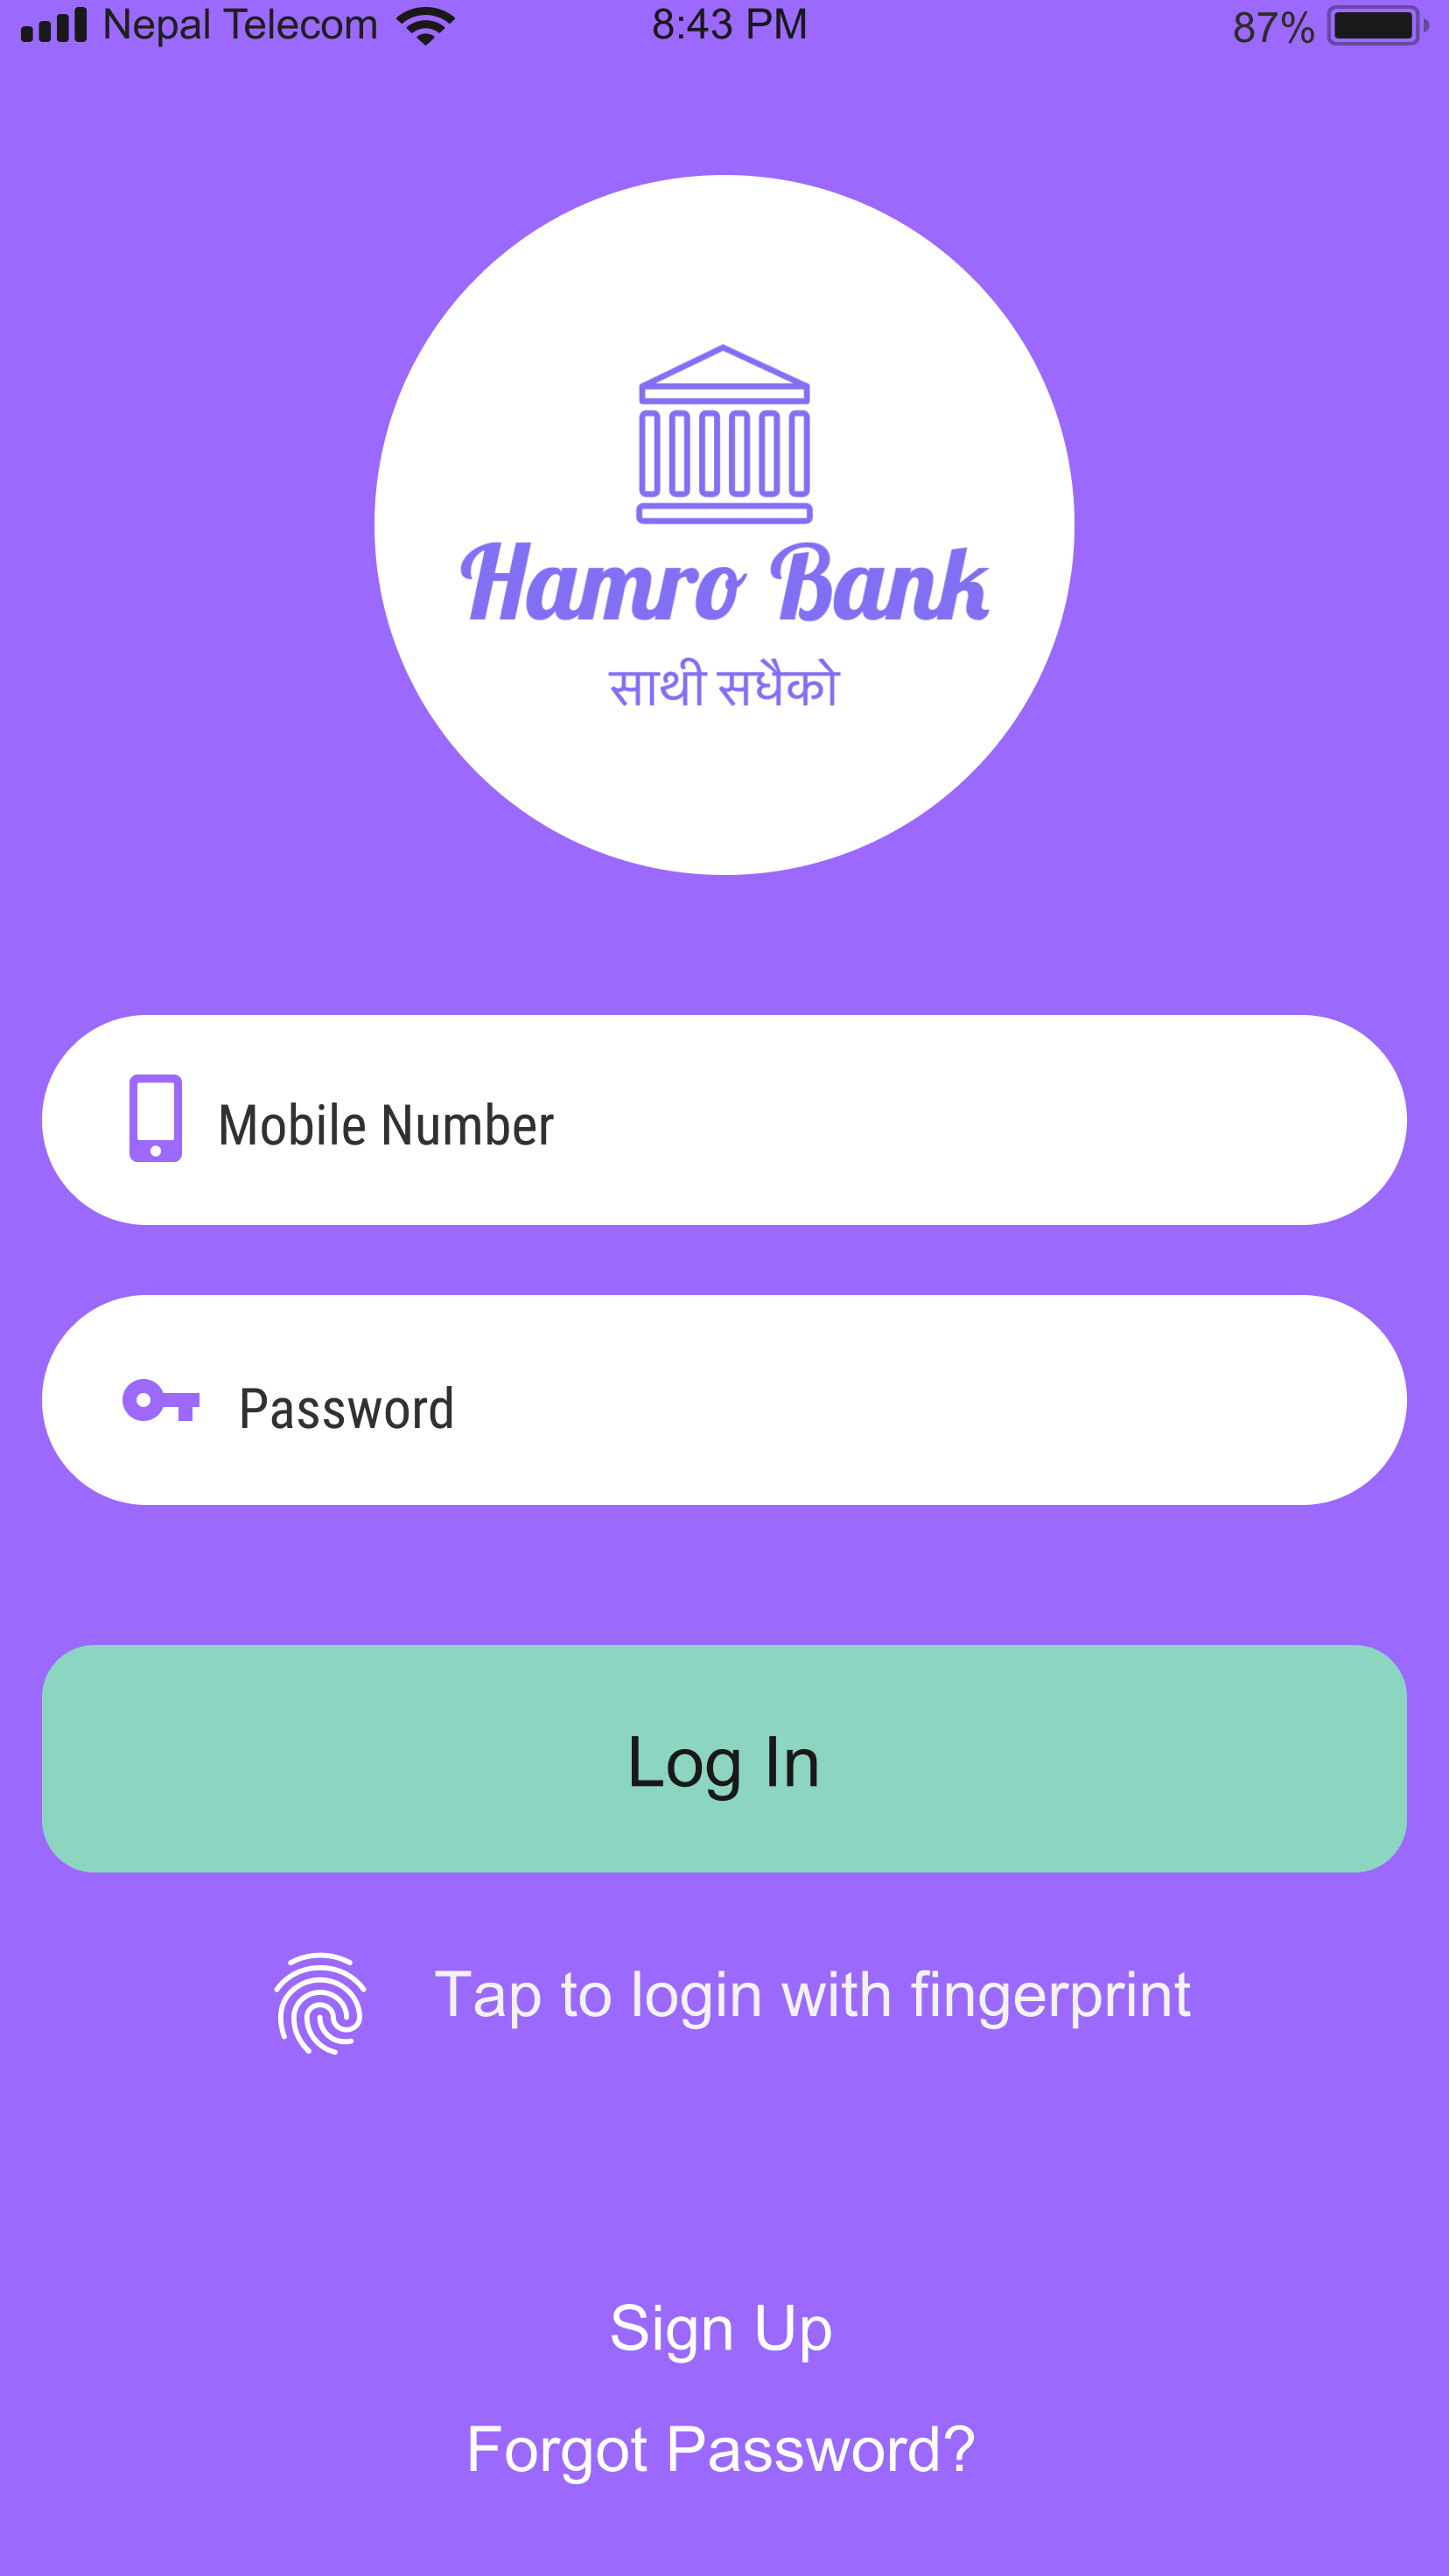 Nepal Telecom 8:43 PM 87%
Hamro Bank
साथी सधैको
Mobile Number
Password
Log In
Tap to login with fingerprint
Sign Up
Forgot Password?